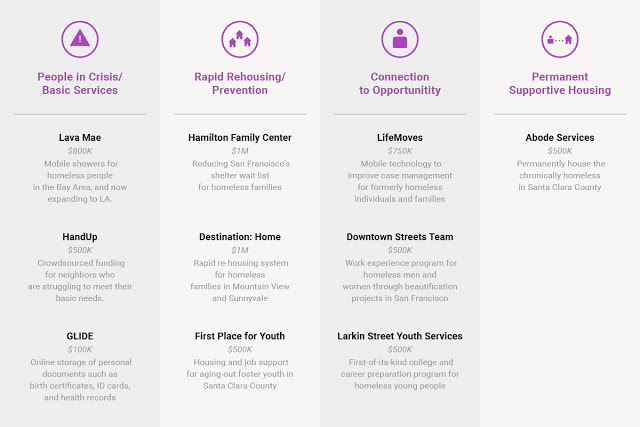 People in Crisis/
Basic Services
Lava Mae
$800K
Mobile showers for
homeless people
in the Bay Area, and now
expanding to LA.
HandUp
$500K
Crowdsourced funding
for neighbors who
are struggling to meet their
basic needs.
GLIDE
$100K
Online storage of personal
documents such as
birth certificates, ID cards,
and health records
Rapid Rehousing/
Prevention
Hamilton Family Center
$1M
Reducing San Francisco's
shelter wait list
for homeless families
Destination: Home
$1M
Rapid re-housing system
for homeless
families in Mountain View
and Sunnyvale
First Place for Youth
$500K
Housing and job support
for aging-out foster youth in
Santa Clara County
Connection
to Opportunitity
LifeMoves
$750K
Mobile technology to
improve case management
for formerly homeless
individuals and families
Downtown Streets Team
$500K
Work experience program for
homeless men and
women through beautification
projects in San Francisco
Larkin Street Youth Services
$500K
First-of-its-kind college and
career preparation program for
homeless young people
Permanent
Supportive Housing
Abode Services
$500K
Permanently house the
chronically homeless
in Santa Clara County